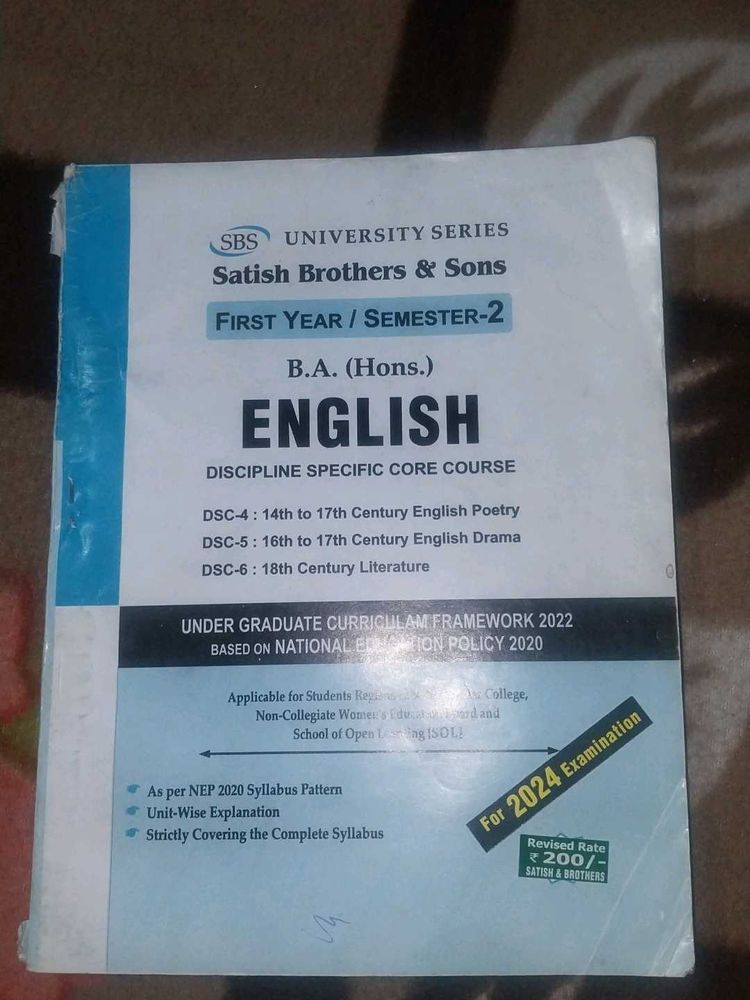 SBS UNIVERSITY SERIES
Satish Brothers & Sons
FIRST YEAR / SEMESTER-2
B.A. (Hons.)
ENGLISH
DISCIPLINE SPECIFIC CORE COURSE
DSC-4 : 14th to 17th Century English Poetry
DSC-5 : 16th to 17th Century English Drama
DSC-6 : 18th Century Literature
UNDER GRADUATE CURRICULAM FRAMEWORK 2022
BASED ON NATIONAL EDUCATION POLICY 2020
Applicable for Students College,
Non-Collegiate Women's Education Board and
School of Open Learning [SOL]
As per NEP 2020 Syllabus Pattern
Unit-Wise Explanation
Strictly Covering the Complete Syllabus
For 2024 Examination
Revised Rate
₹ 200/-
SATISH & BROTHERS